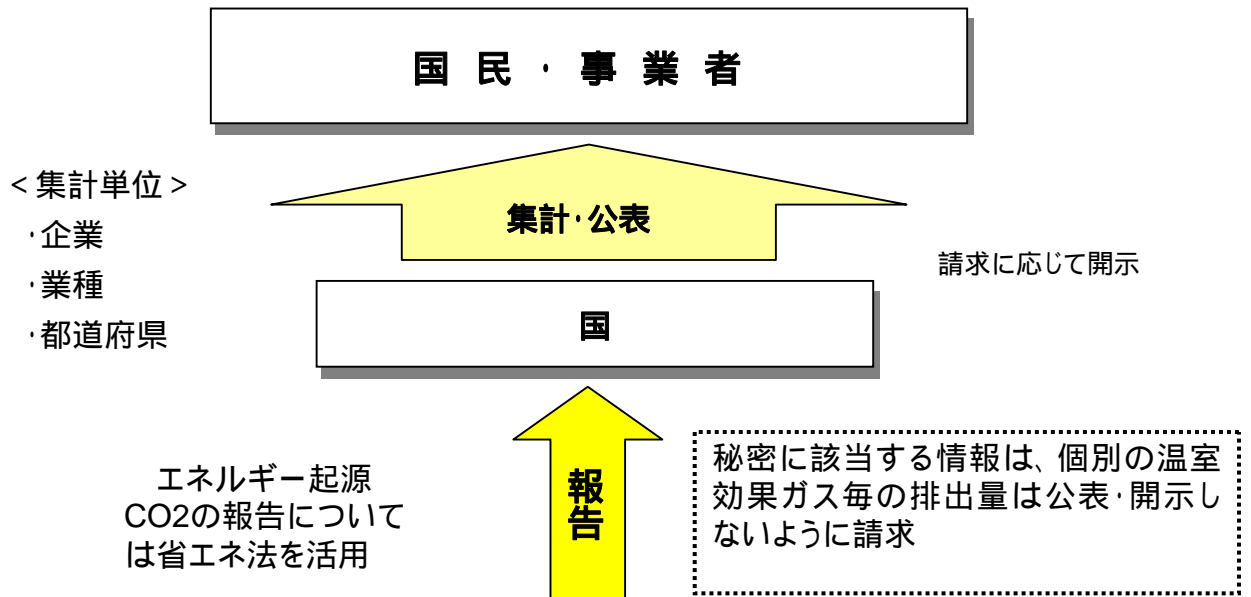 国民・事業者
＜集計単位＞
・企業
・業種
・都道府県
集計・公表
請求に応じて開示
国
エネルギー起源
CO2の報告について
は省エネ法を活用
報告
秘密に該当する情報は、個別の温室
効果ガス毎の排出量は公表・開示し
ないように請求